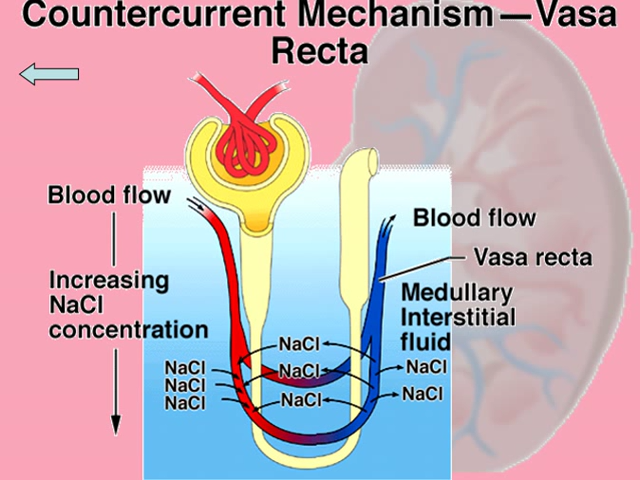 Countercurrent Mechanism—Vasa
Recta
Blood flow
Blood flow
Vasa recta
Increasing
NaCl
concentration
Medullary
Interstitial
fluid
NaCl
NaCl
NaCl
NaCl
NaCl
NaCl
NaCl
NaCl